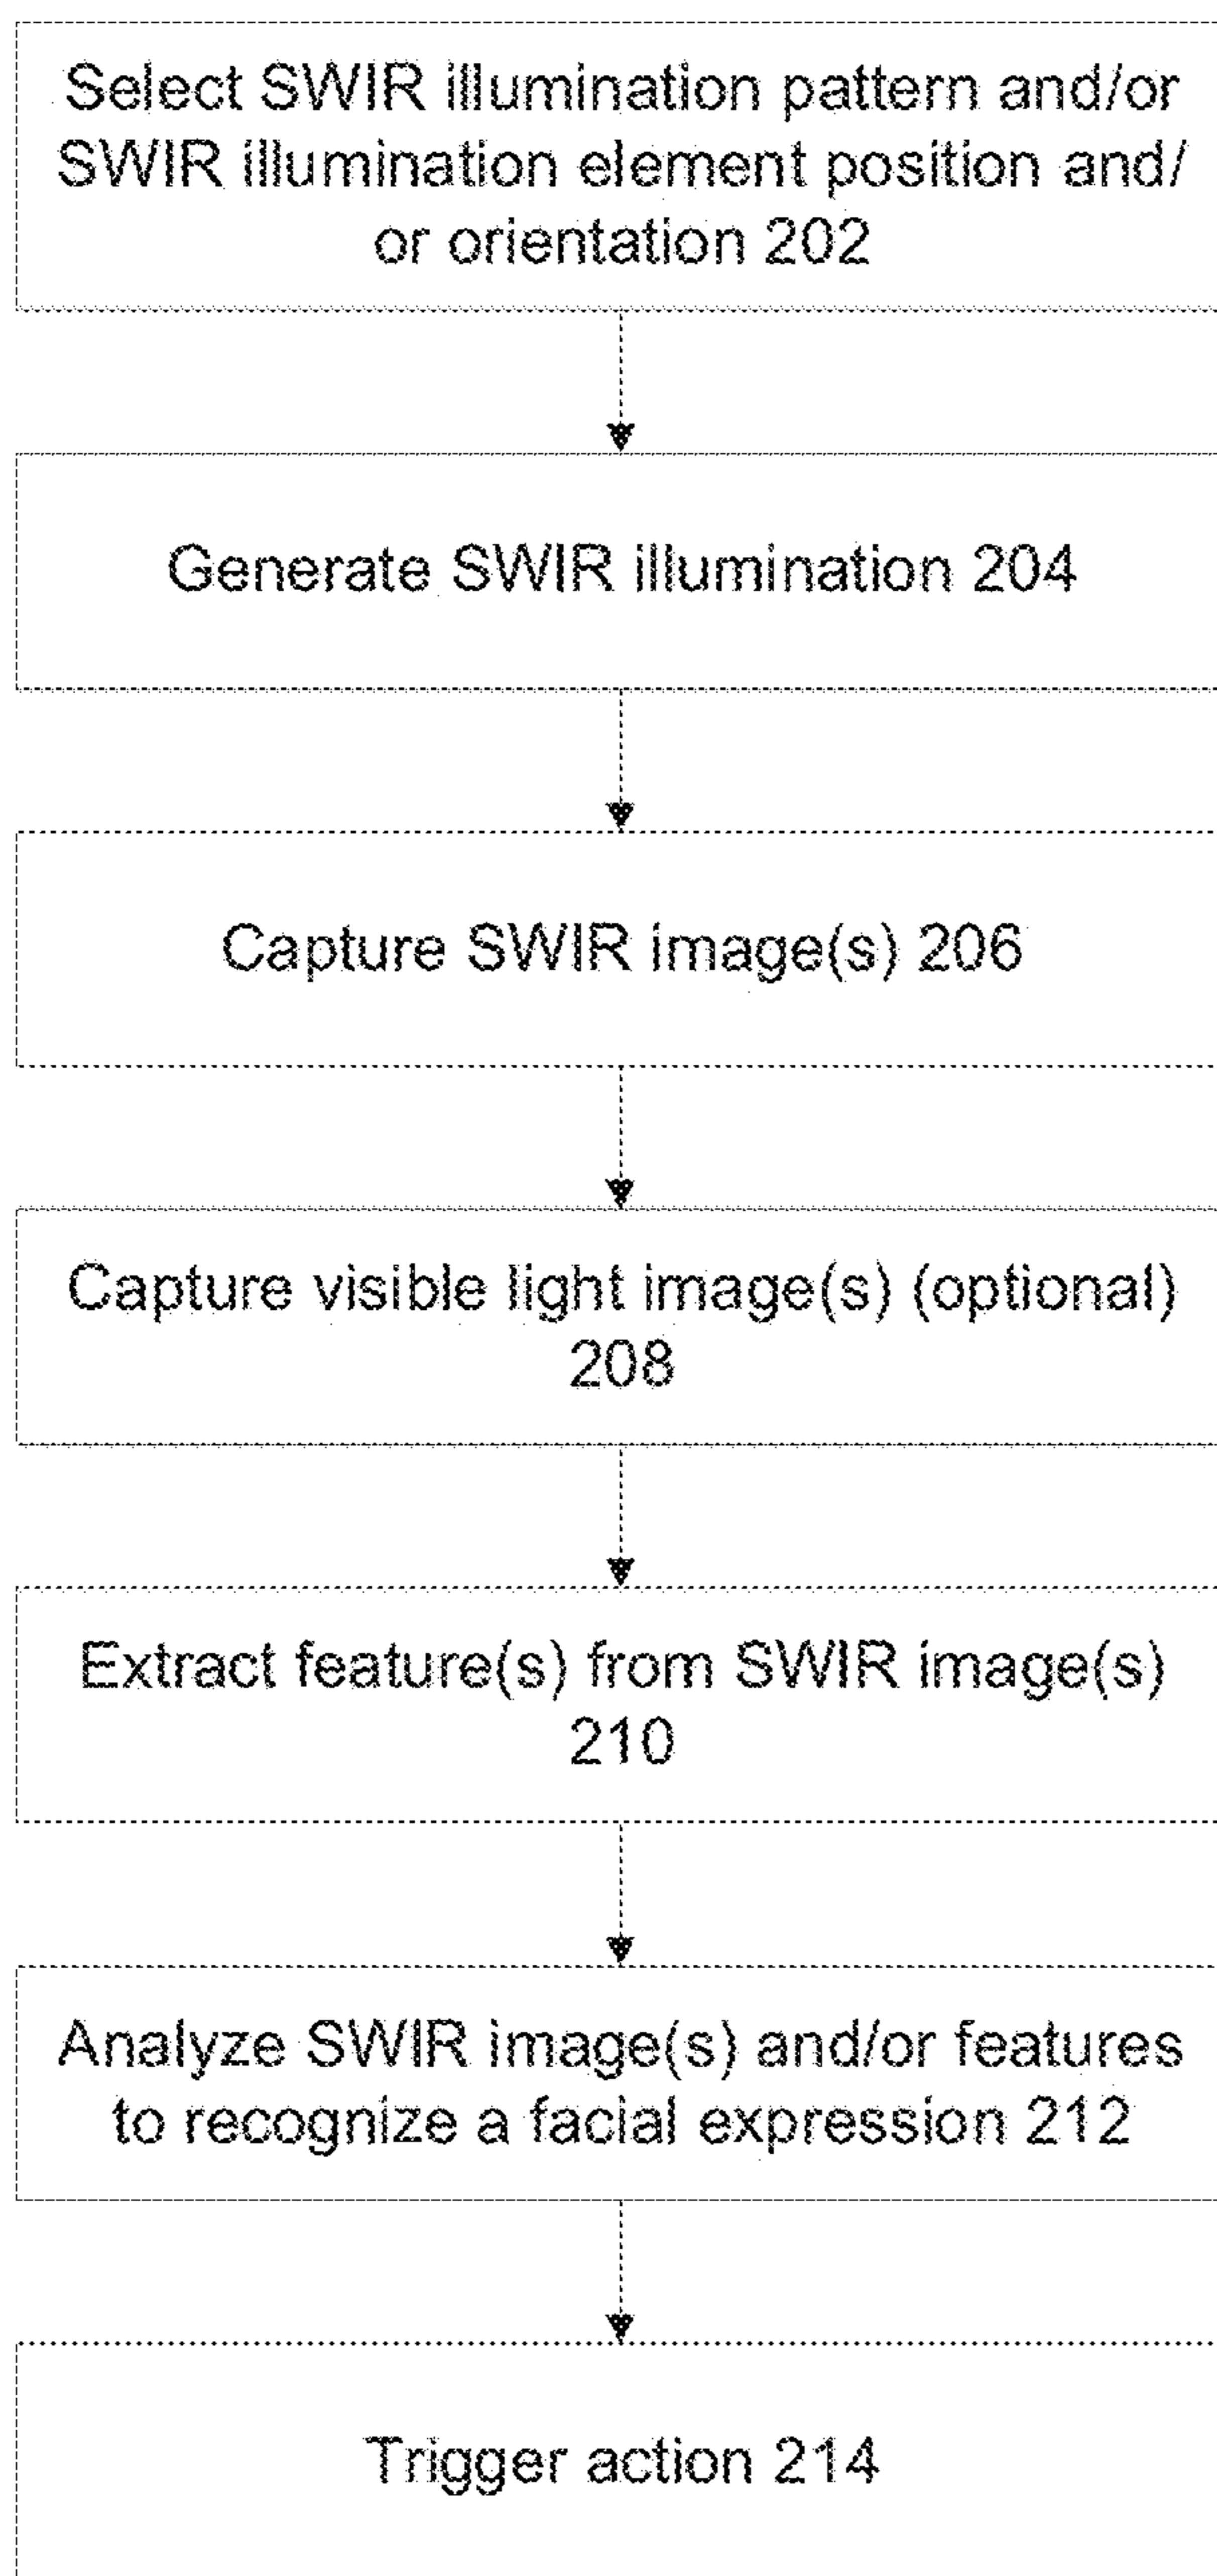 Select SWIR illumination pattern and/or
SWIR illumination element position and/
or orientation 202
Generate SWIR illumination 204
Capture SWIR image(s) 206
Capture visible light image(s) (optional)
208
Extract feature(s) from SWIR image(s)
210
Analyze SWIR image(s) and/or features
to recognize a facial expression 212
Trigger action 214